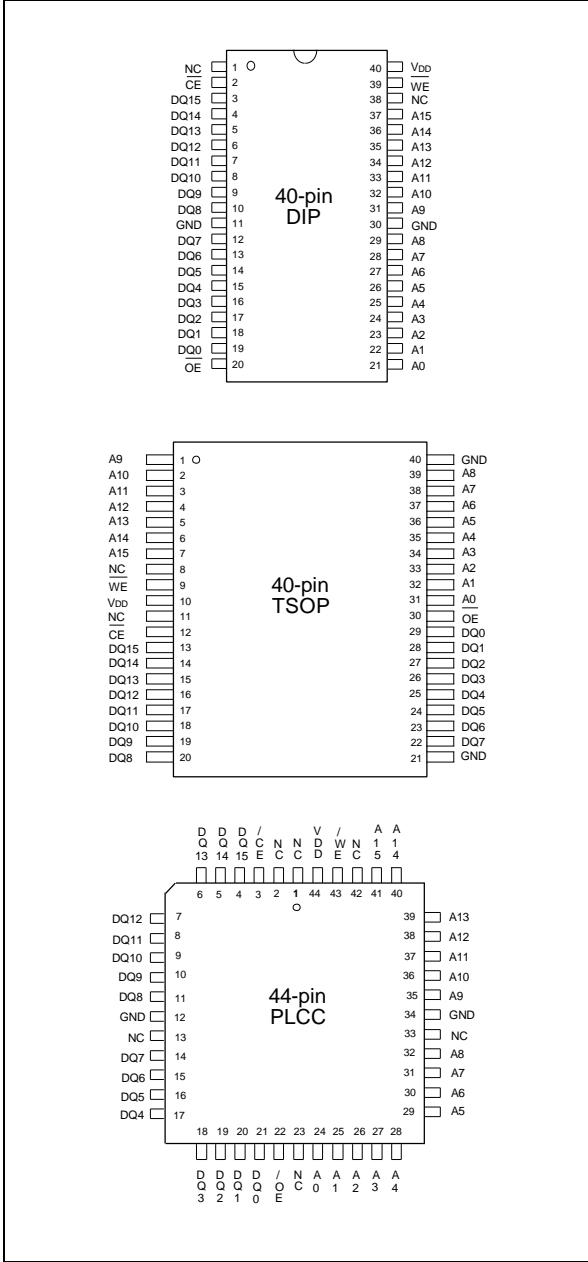 NC 1 40 VDD
CE 2 39 WE
DQ15 3 38 NC
DQ14 4 37 A15
DQ13 5 36 A14
DQ12 6 35 A13
DQ11 7 34 A12
DQ10 8 33 A11
DQ9 9 32 A10
DQ8 10 31 A9
GND 11 30 GND
DQ7 12 29 A8
DQ6 13 28 A7
DQ5 14 27 A6
DQ4 15 26 A5
DQ3 16 25 A4
DQ2 17 24 A3
DQ1 18 23 A2
DQ0 19 22 A1
OE 20 21 A0
40-pin
DIP
A9 1 40 GND
A10 2 39 A8
A11 3 38 A7
A12 4 37 A6
A13 5 36 A5
A14 6 35 A4
A15 7 34 A3
NC 8 33 A2
WE 9 32 A1
VDD 10 31 A0
NC 11 30 OE
CE 12 29 DQ0
DQ15 13 28 DQ1
DQ14 14 27 DQ2
DQ13 15 26 DQ3
DQ12 16 25 DQ4
DQ11 17 24 DQ5
DQ10 18 23 DQ6
DQ9 19 22 DQ7
DQ8 20 21 GND
40-pin
TSOP
DQ13 DQ14 DQ15 /CE NC NC VDD /WE NC A15 A14
6 5 4 3 2 1 44 43 42 41 40
DQ12 7 39 A13
DQ11 8 38 A12
DQ10 9 37 A11
DQ9 10 36 A10
DQ8 11 35 A9
GND 12 34 GND
NC 13 33 NC
DQ7 14 32 A8
DQ6 15 31 A7
DQ5 16 30 A6
DQ4 17 29 A5
44-pin
PLCC
18 19 20 21 22 23 24 25 26 27 28
DQ3 DQ2 DQ1 DQ0 /OE NC A0 A1 A2 A3 A4